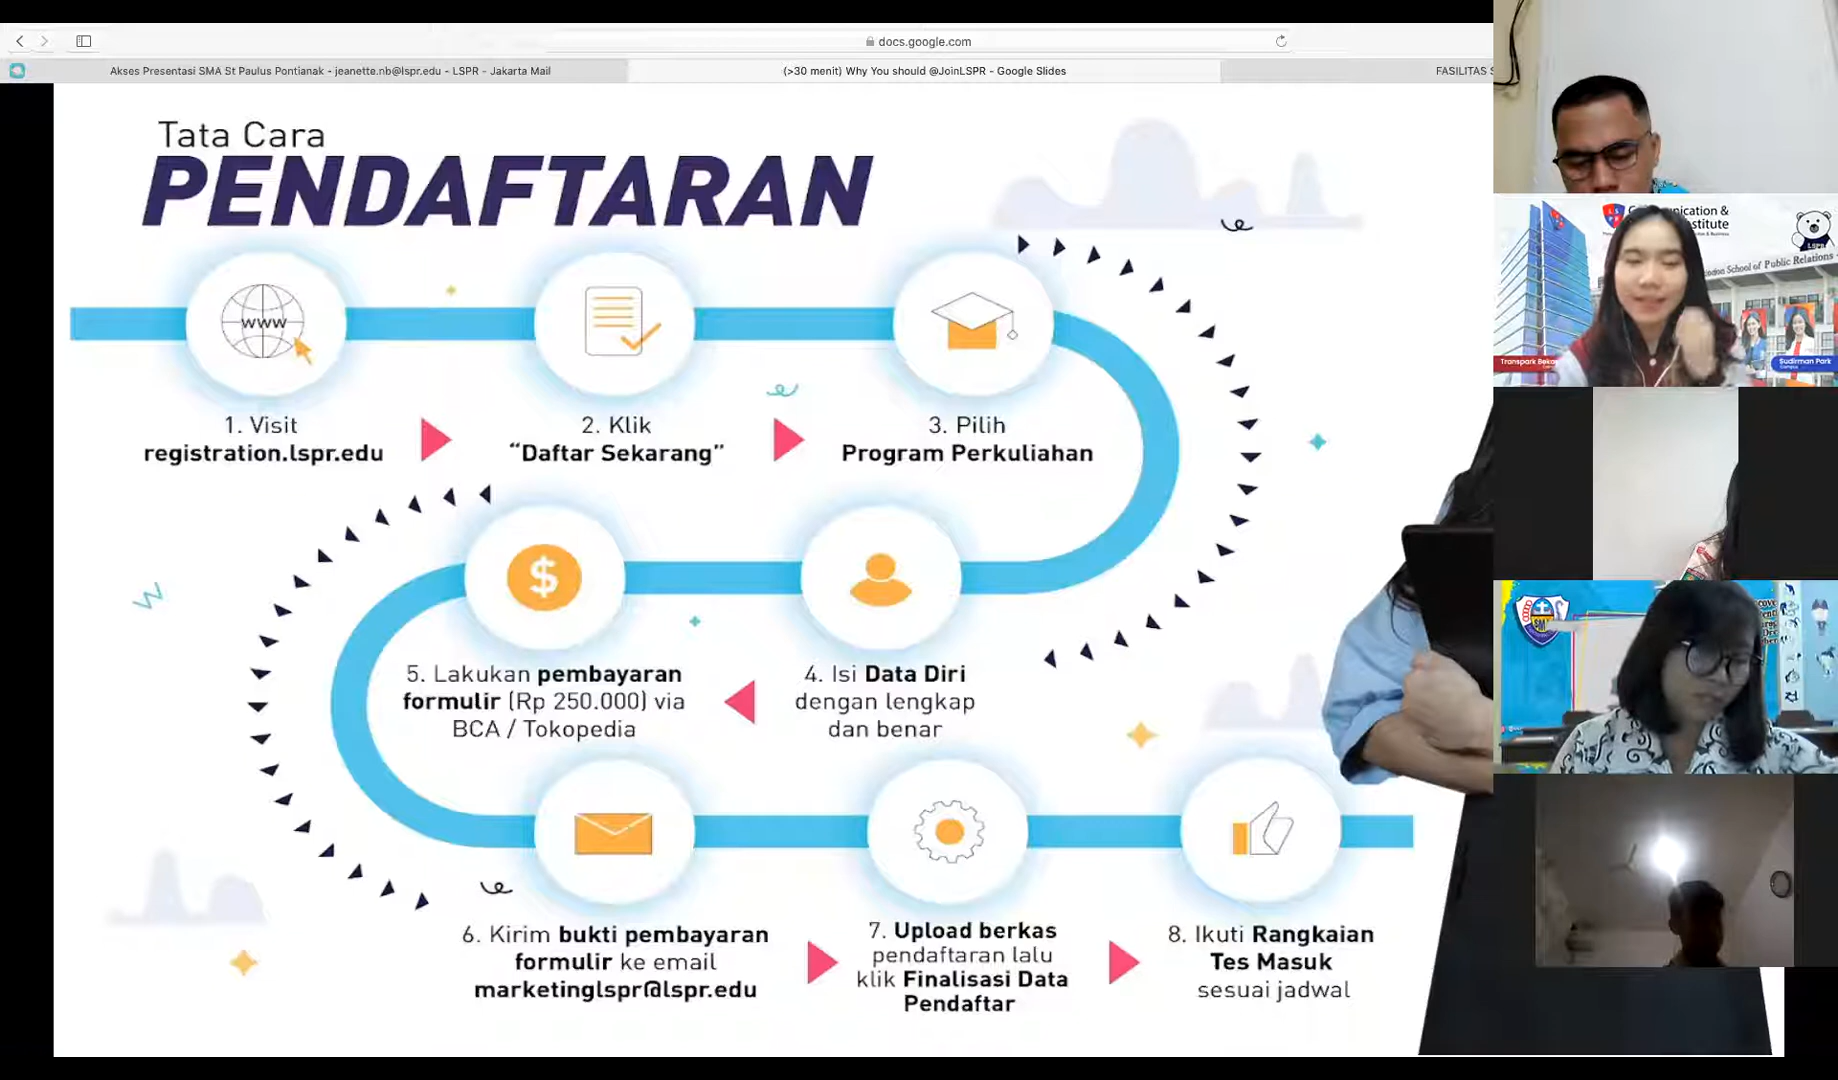 docs.google.com
Akses Presentasi SMA St Paulus Pontianak - jeanette.nb@lspr.edu - LSPR - Jakarta Mail
(>30 menit) Why You should @JoinLSPR - Google Slides
FASILITAS
Tata Cara
PENDAFTARAN
www
1. Visit
registration.lspr.edu
2. Klik
“Daftar Sekarang”
3. Pilih
Program Perkuliahan
4. Isi Data Diri
dengan lengkap
dan benar
$
5. Lakukan pembayaran
formulir (Rp 250.000) via
BCA / Tokopedia
6. Kirim bukti pembayaran
formulir ke email
marketinglspr@lspr.edu
7. Upload berkas
pendaftaran lalu
klik Finalisasi Data
Pendaftar
8. Ikuti Rangkaian
Tes Masuk
sesuai jadwal
School of Public Relations
Transpark
Sudirman Park
Campus